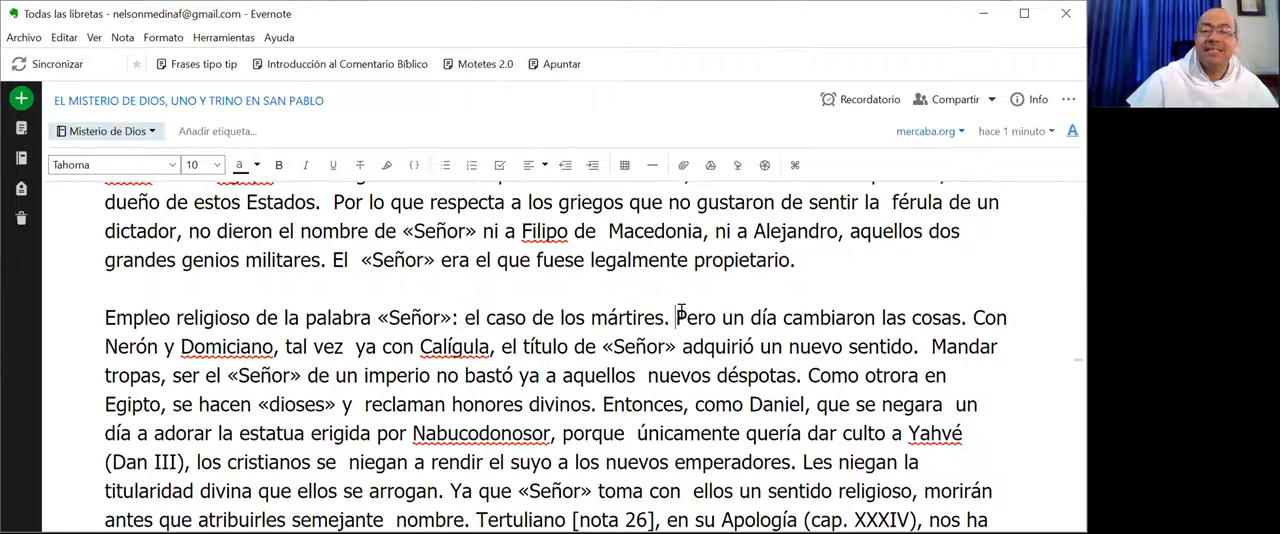 Todas las libretas - nelsonmedinaf@gmail.com - Evernote
Archivo Editar Ver Nota Formato Herramientas Ayuda
Sincronizar Frases tipo tip Introducción al Comentario Bíblico Motetes 2.0 Apuntar
EL MISTERIO DE DIOS, UNO Y TRINO EN SAN PABLO
Recordatorio Compartir Info
Misterio de Dios Añadir etiqueta... mercaba.org hace 1 minuto
Tahoma 10 a B I U
dueño de estos Estados. Por lo que respecta a los griegos que no gustaron de sentir la férula de un
dictador, no dieron el nombre de «Señor» ni a Filipo de Macedonia, ni a Alejandro, aquellos dos
grandes genios militares. El «Señor» era el que fuese legalmente propietario.
Empleo religioso de la palabra «Señor»: el caso de los mártires. Pero un día cambiaron las cosas. Con
Nerón y Domiciano, tal vez ya con Calígula, el título de «Señor» adquirió un nuevo sentido. Mandar
tropas, ser el «Señor» de un imperio no bastó ya a aquellos nuevos déspotas. Como otrora en
Egipto, se hacen «dioses» y reclaman honores divinos. Entonces, como Daniel, que se negara un
día a adorar la estatua erigida por Nabucodonosor, porque únicamente quería dar culto a Yahvé
(Dan III), los cristianos se niegan a rendir el suyo a los nuevos emperadores. Les niegan la
titularidad divina que ellos se arrogan. Ya que «Señor» toma con ellos un sentido religioso, morirán
antes que atribuirles semejante nombre. Tertuliano [nota 26], en su Apología (cap. XXXIV), nos ha